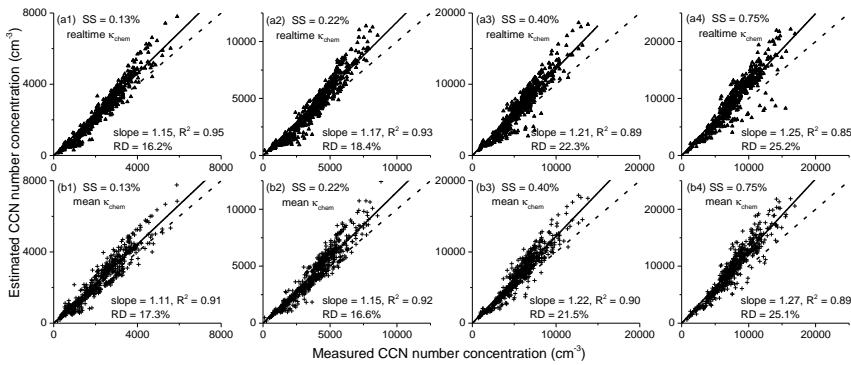 Estimated CCN number concentration (cm-3)
(a1) SS = 0.13%
realtime κchem
slope = 1.15, R2 = 0.95
RD = 16.2%
8000
4000
0
0 2000 4000 6000 8000
(a2) SS = 0.22%
realtime κchem
slope = 1.17, R2 = 0.93
RD = 18.4%
10000
5000
0
0 5000 10000
(a3) SS = 0.40%
realtime κchem
slope = 1.21, R2 = 0.89
RD = 22.3%
20000
10000
0
0 5000 10000 15000 20000
(a4) SS = 0.75%
realtime κchem
slope = 1.25, R2 = 0.85
RD = 25.2%
20000
10000
0
0 10000 20000
(b1) SS = 0.13%
mean κchem
slope = 1.11, R2 = 0.91
RD = 17.3%
8000
4000
0
0 2000 4000 6000 8000
(b2) SS = 0.22%
mean κchem
slope = 1.15, R2 = 0.92
RD = 16.6%
10000
5000
0
0 5000 10000
(b3) SS = 0.40%
mean κchem
slope = 1.22, R2 = 0.90
RD = 21.5%
20000
10000
0
0 5000 10000 15000 20000
(b4) SS = 0.75%
mean κchem
slope = 1.27, R2 = 0.89
RD = 25.1%
20000
10000
0
0 10000 20000
Measured CCN number concentration (cm-3)